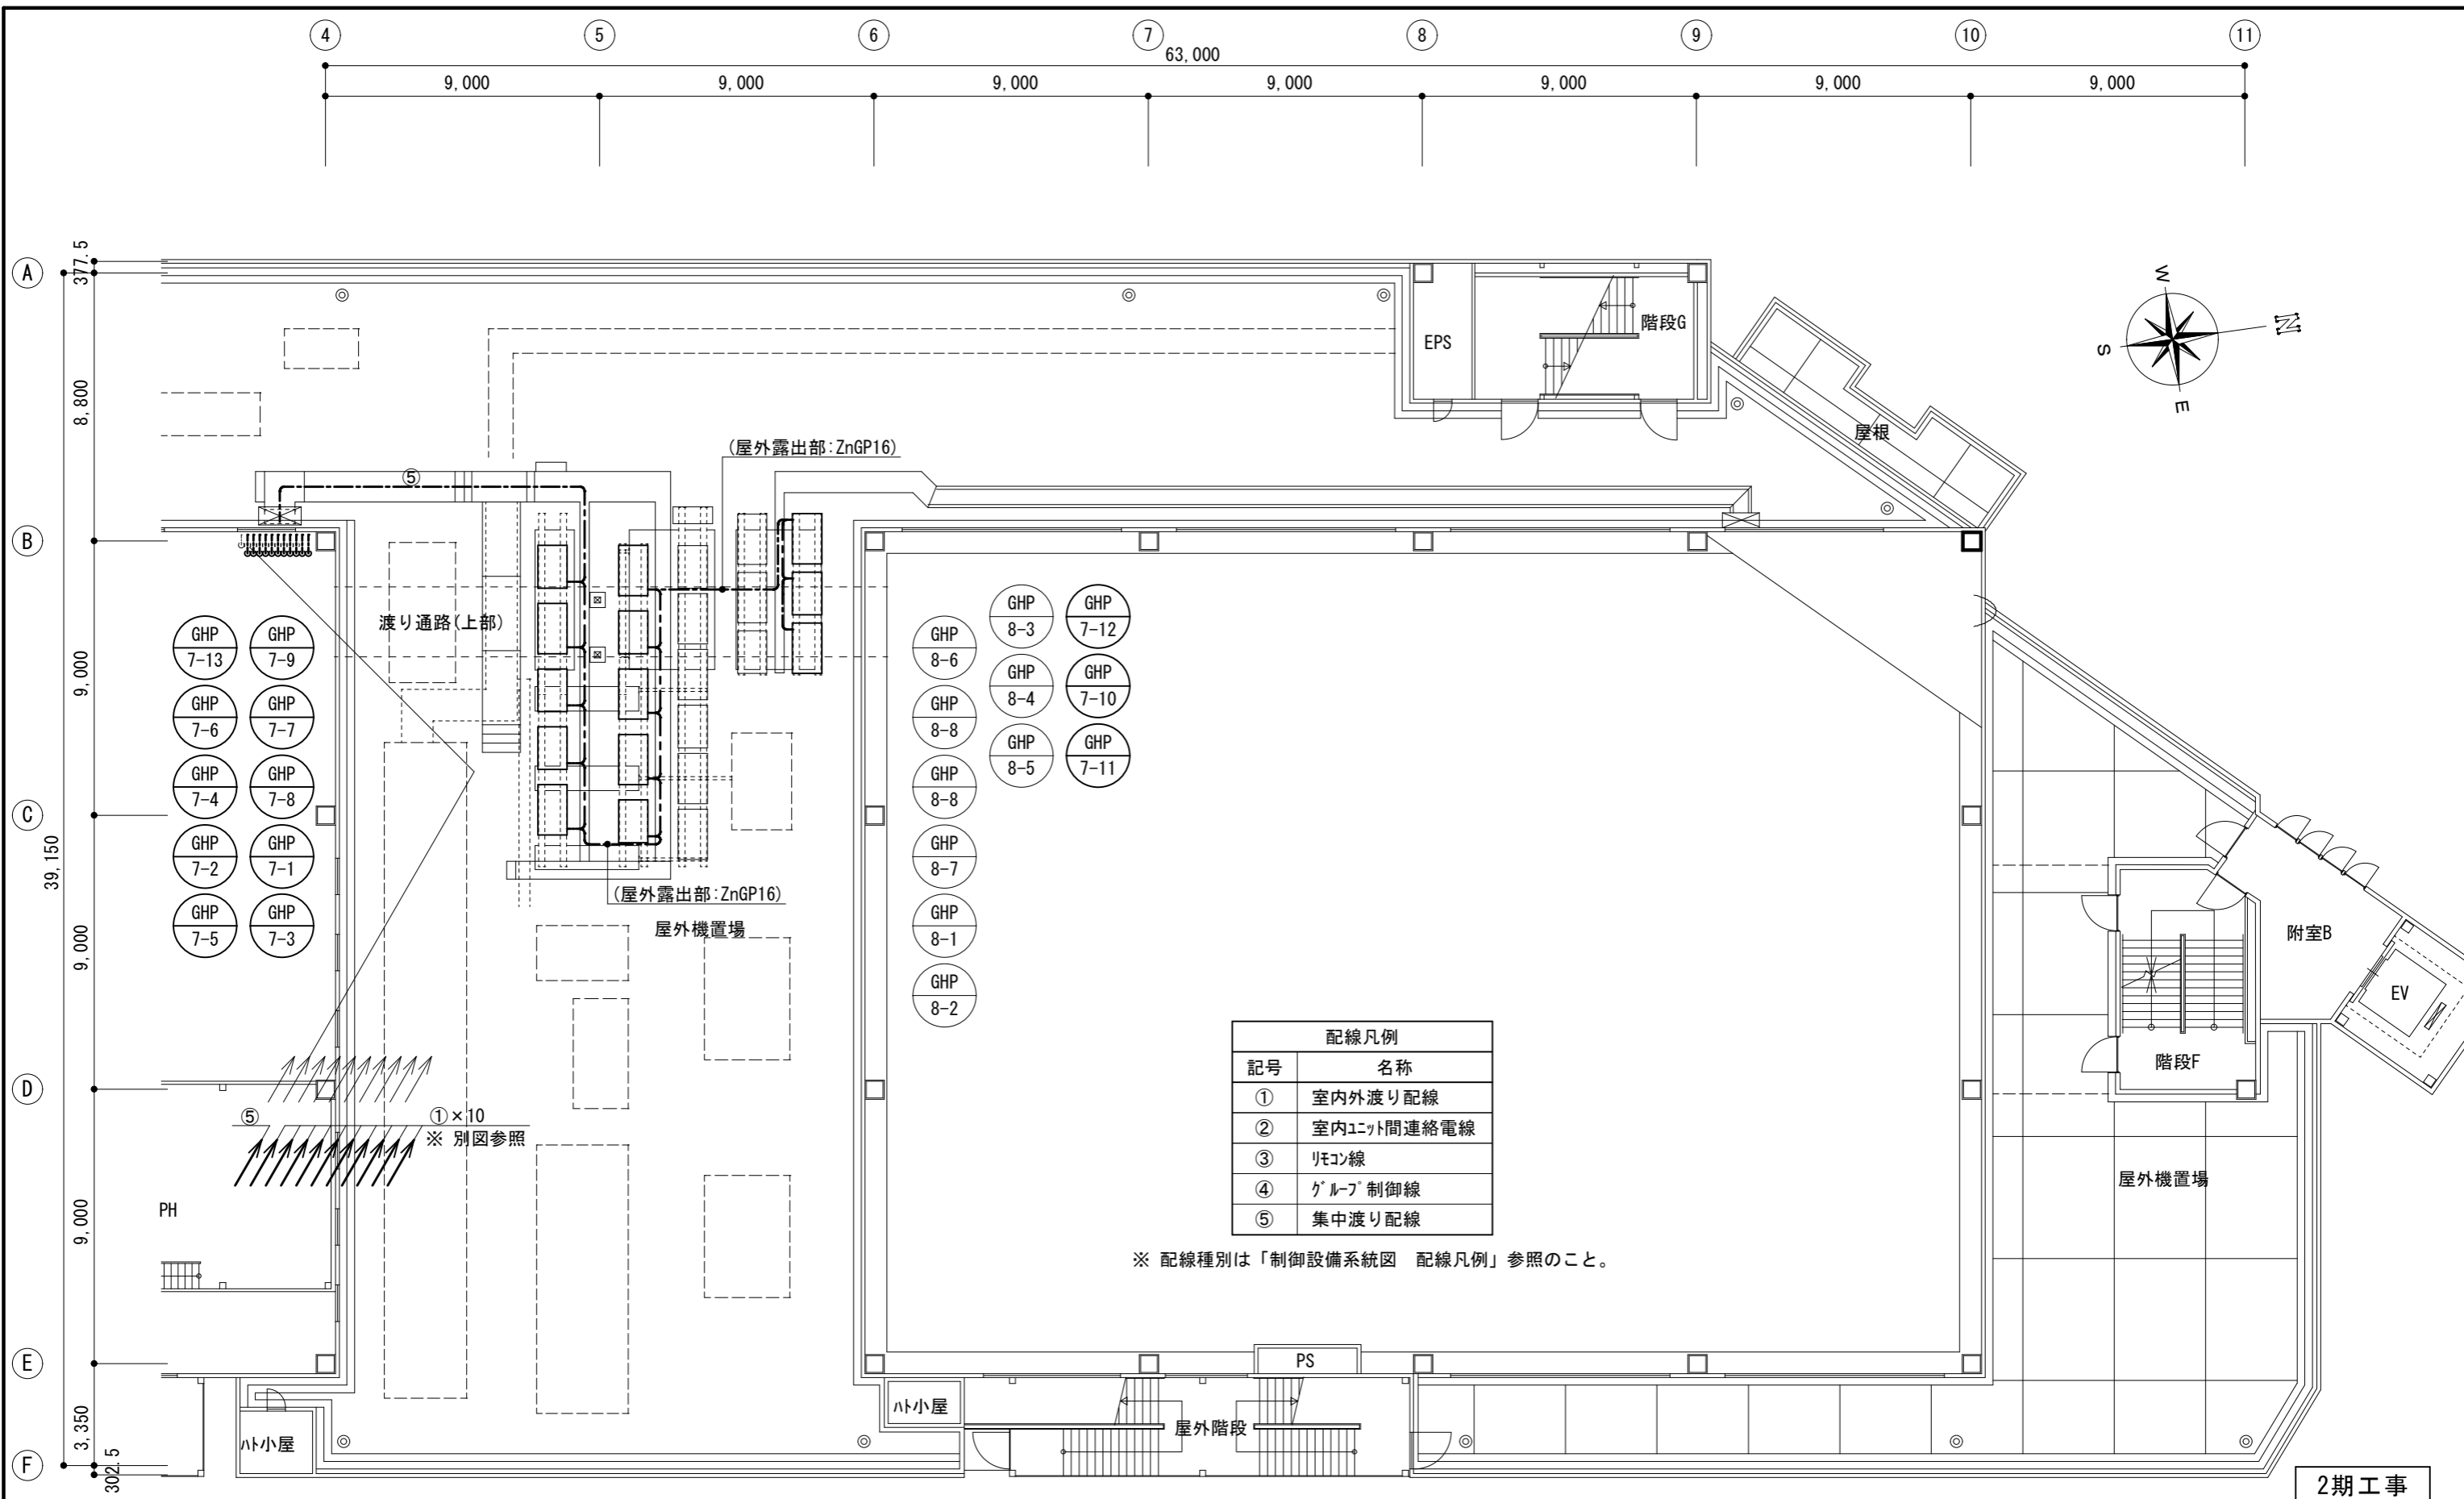 4 5 6 7 8 9 10 11
63,000
9,000 9,000 9,000 9,000 9,000 9,000 9,000
A
377.5
8,800
B
9,000
C
39,150
9,000
D
9,000
E
3,350
F
302.5
W
N
S
E
EPS
階段G
屋根
(屋外露出部:ZnGP16)
⑤
渡り通路(上部)
GHP
7-13
GHP
7-9
GHP
7-6
GHP
7-7
GHP
7-4
GHP
7-8
GHP
7-2
GHP
7-1
GHP
7-5
GHP
7-3
GHP
8-3
GHP
7-12
GHP
8-6
GHP
8-4
GHP
7-10
GHP
8-8
GHP
8-5
GHP
7-11
GHP
8-8
GHP
8-7
GHP
8-1
GHP
8-2
(屋外露出部:ZnGP16)
屋外機置場
附室B
EV
階段F
屋外機置場
⑤
①×10
※ 別図参照
PH
配線凡例
記号 名称
① 室内外渡り配線
② 室内ﾕﾆｯﾄ間連絡電線
③ ﾘﾓｺﾝ線
④ ｸﾞﾙｰﾌﾟ制御線
⑤ 集中渡り配線
※ 配線種別は「制御設備系統図　配線凡例」参照のこと。
PS
ﾊﾄ小屋
屋外階段
ﾊﾄ小屋
2期工事